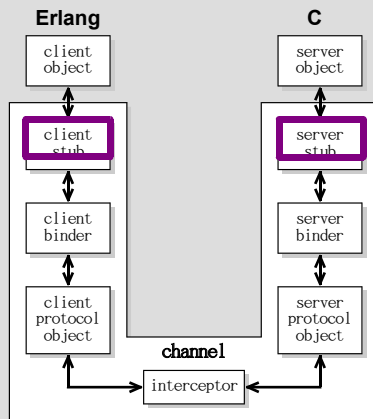 Erlang
C
client
object
server
object
client
stub
server
stub
client
binder
server
binder
client
protocol
object
server
protocol
object
channel
interceptor